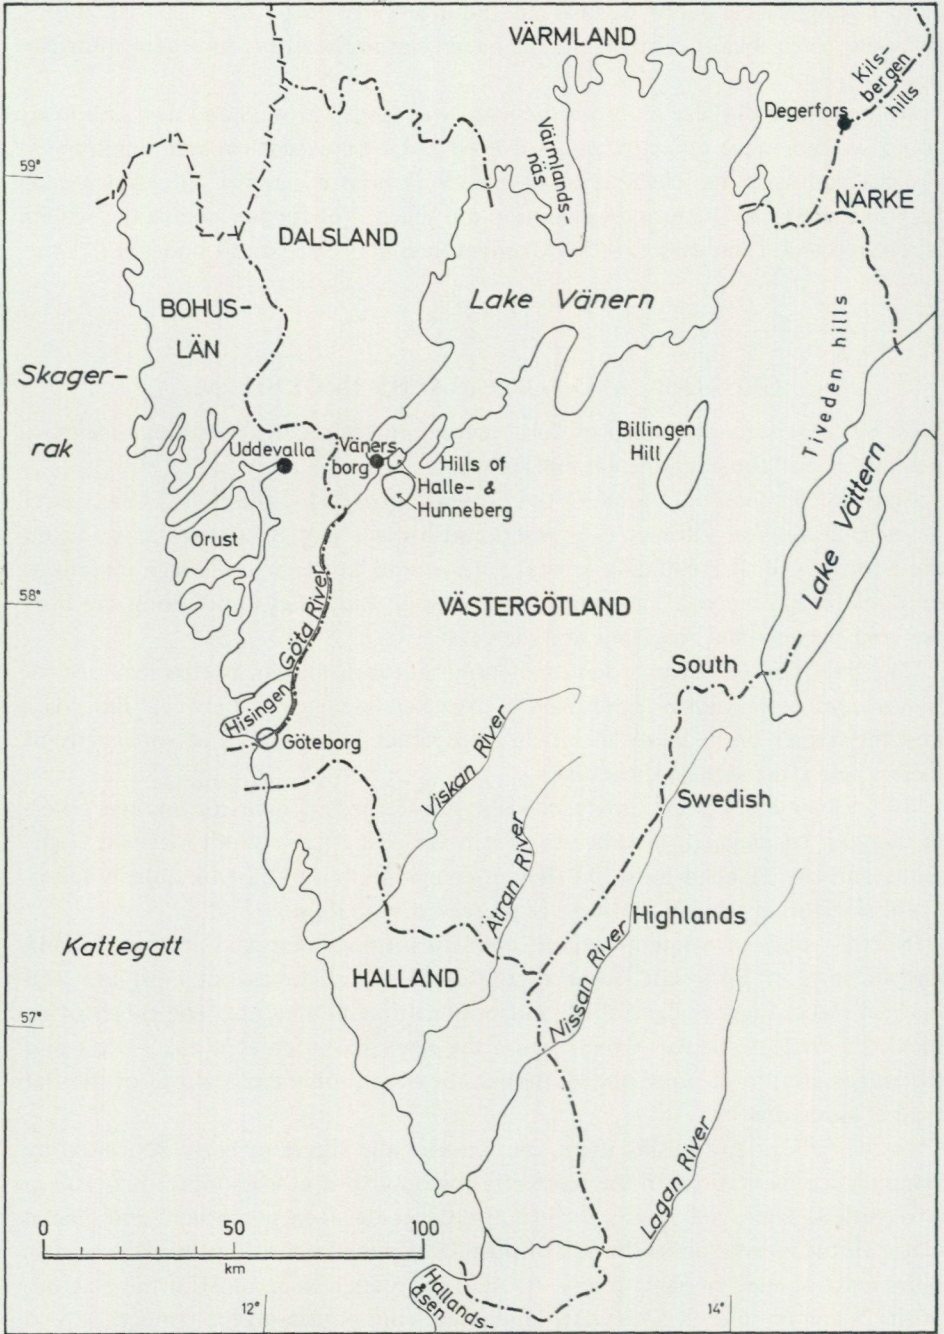 VÄRMLAND
Kils-
bergen
hills
Degerfors
Värmlands-
näs
59°
NÄRKE
DALSLAND
Lake Vänern
BOHUS-
LÄN
Tiveden hills
Skager-
rak
Billingen
Hill
Uddevalla
Väners
borg
Hills of
Halle- &
Hunneberg
Lake Vättern
Orust
58°
VÄSTERGÖTLAND
Göta River
South
Hisingen
Göteborg
Viskan River
Swedish
Ätran River
Highlands
Kattegatt
HALLAND
Nissan River
57°
Lagan River
0 50 100
km
Hallands-
åsen
12°
14°